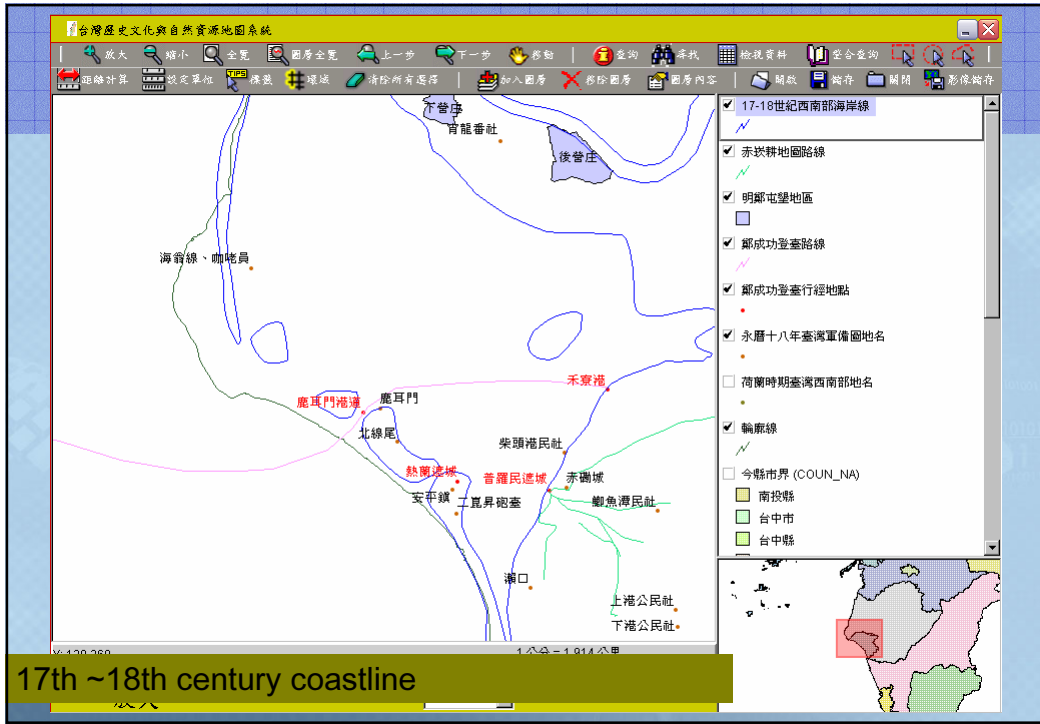 台灣歷史文化與自然資源地圖系統
放大 縮小 全覽 圖層全覽 上一步 下一步 移動 查詢 尋找 檢視資料 整合查詢
距離計算 設定單位 標籤 環域 清除所有選擇 加入圖層 移除圖層 圖層內容 開啟 儲存 關閉 影像儲存
下營庄
宵龍番社
後營庄
海翁線、咖咾員
禾寮港
鹿耳門港道
鹿耳門
北線尾
柴頭港民社
熱蘭遮城
普羅民遮城
赤磡城
安平鎮
二崑昇砲臺
鯽魚潭民社
瀨口
上港公民社
下港公民社
17-18世紀西南部海岸線
赤崁耕地圖路線
明鄭屯墾地區
鄭成功登臺路線
鄭成功登臺行經地點
永曆十八年臺灣軍備圖地名
荷蘭時期臺灣西南部地名
輪廓線
今縣市界 (COUN_NA)
南投縣
台中市
台中縣
17th ~18th century coastline